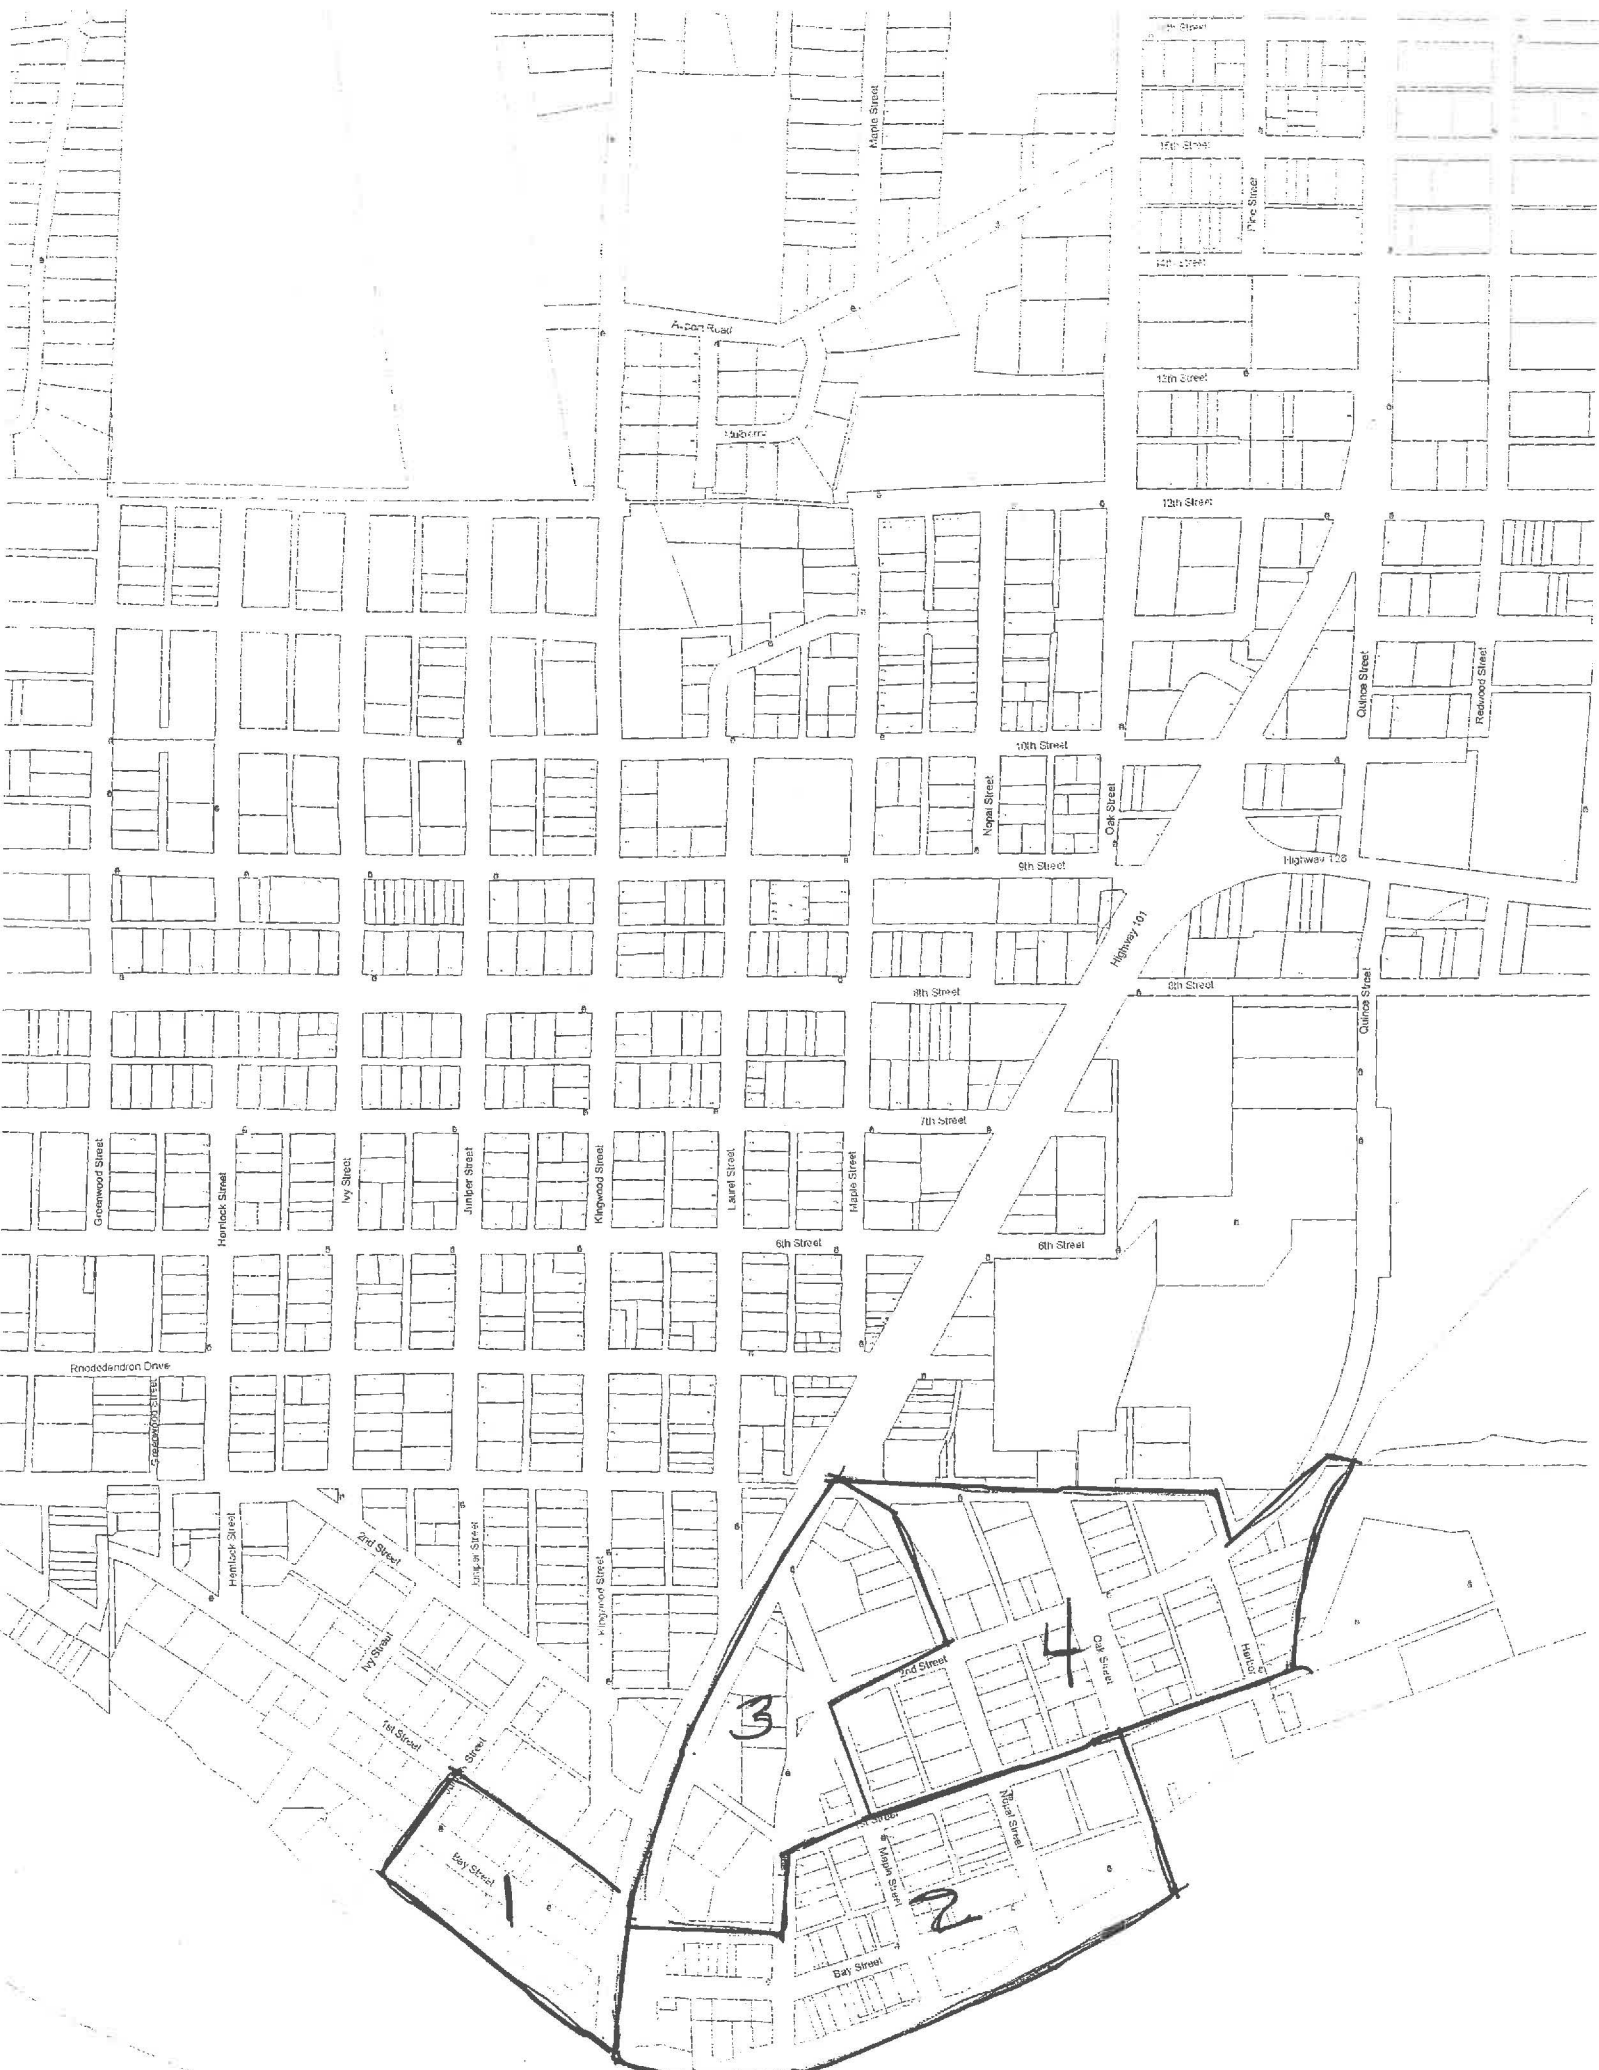 Maple Street
15th Street
Pine Street
14th Street
Airport Road
13th Street
Mulberry
12th Street
Quince Street
Redwood Street
10th Street
Nopal Street
Oak Street
9th Street
Highway 126
Highway 101
8th Street
8th Street
Quince Street
7th Street
Greenwood Street
Hemlock Street
Ivy Street
Juniper Street
Kingwood Street
Laurel Street
Maple Street
6th Street
6th Street
Rhododendron Drive
Greenwood Street
Hemlock Street
2nd Street
Juniper Street
Kingwood Street
Ivy Street
2nd Street
4
Oak Street
Harbor
3
1st Street
Street
1st Street
Nopal Street
Maple Street
Bay Street
1
2
Bay Street